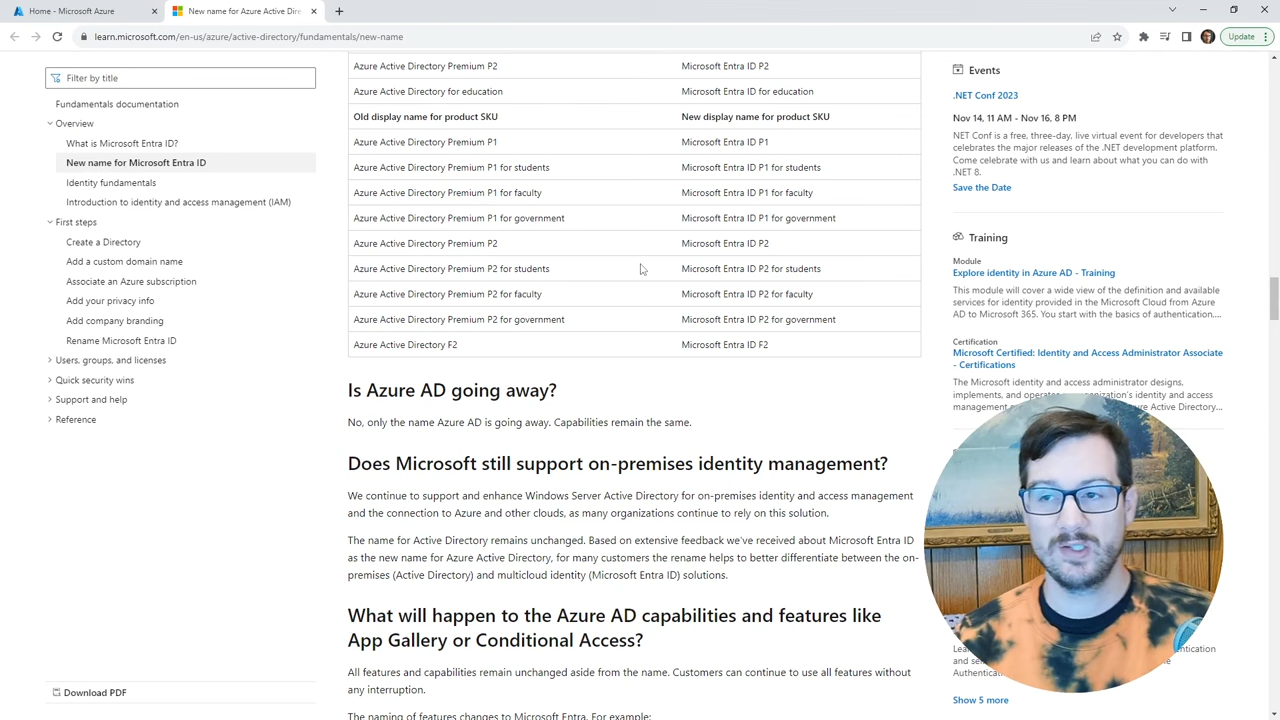 Home - Microsoft Azure
New name for Azure Active Dire
learn.microsoft.com/en-us/azure/active-directory/fundamentals/new-name
Update
Filter by title
Fundamentals documentation
Overview
What is Microsoft Entra ID?
New name for Microsoft Entra ID
Identity fundamentals
Introduction to identity and access management (IAM)
First steps
Create a Directory
Add a custom domain name
Associate an Azure subscription
Add your privacy info
Add company branding
Rename Microsoft Entra ID
Users, groups, and licenses
Quick security wins
Support and help
Reference
Download PDF
Azure Active Directory Premium P2 Microsoft Entra ID P2
Azure Active Directory for education Microsoft Entra ID for education
Old display name for product SKU New display name for product SKU
Azure Active Directory Premium P1 Microsoft Entra ID P1
Azure Active Directory Premium P1 for students Microsoft Entra ID P1 for students
Azure Active Directory Premium P1 for faculty Microsoft Entra ID P1 for faculty
Azure Active Directory Premium P1 for government Microsoft Entra ID P1 for government
Azure Active Directory Premium P2 Microsoft Entra ID P2
Azure Active Directory Premium P2 for students Microsoft Entra ID P2 for students
Azure Active Directory Premium P2 for faculty Microsoft Entra ID P2 for faculty
Azure Active Directory Premium P2 for government Microsoft Entra ID P2 for government
Azure Active Directory F2 Microsoft Entra ID F2
Is Azure AD going away?
No, only the name Azure AD is going away. Capabilities remain the same.
Does Microsoft still support on-premises identity management?
We continue to support and enhance Windows Server Active Directory for on-premises identity and access management
and the connection to Azure and other clouds, as many organizations continue to rely on this solution.
The name for Active Directory remains unchanged. Based on extensive feedback we've received about Microsoft Entra ID
as the new name for Azure Active Directory, for many customers the rename helps to better differentiate between the on-
premises (Active Directory) and multicloud identity (Microsoft Entra ID) solutions.
What will happen to the Azure AD capabilities and features like
App Gallery or Conditional Access?
All features and capabilities remain unchanged aside from the name. Customers can continue to use all features without
any interruption.
The naming of features changes to Microsoft Entra. For example:
Events
.NET Conf 2023
Nov 14, 11 AM - Nov 16, 8 PM
NET Conf is a free, three-day, live virtual event for developers that
celebrates the major releases of the .NET development platform.
Come celebrate with us and learn about what you can do with
.NET 8.
Save the Date
Training
Module
Explore identity in Azure AD - Training
This module will cover a wide view of the definition and available
services for identity provided in the Microsoft Cloud from Azure
AD to Microsoft 365. You start with the basics of authentication....
Certification
Microsoft Certified: Identity and Access Administrator Associate
- Certifications
The Microsoft identity and access administrator designs,
implements, and identity and access
management Active Directory...
and
Show 5 more